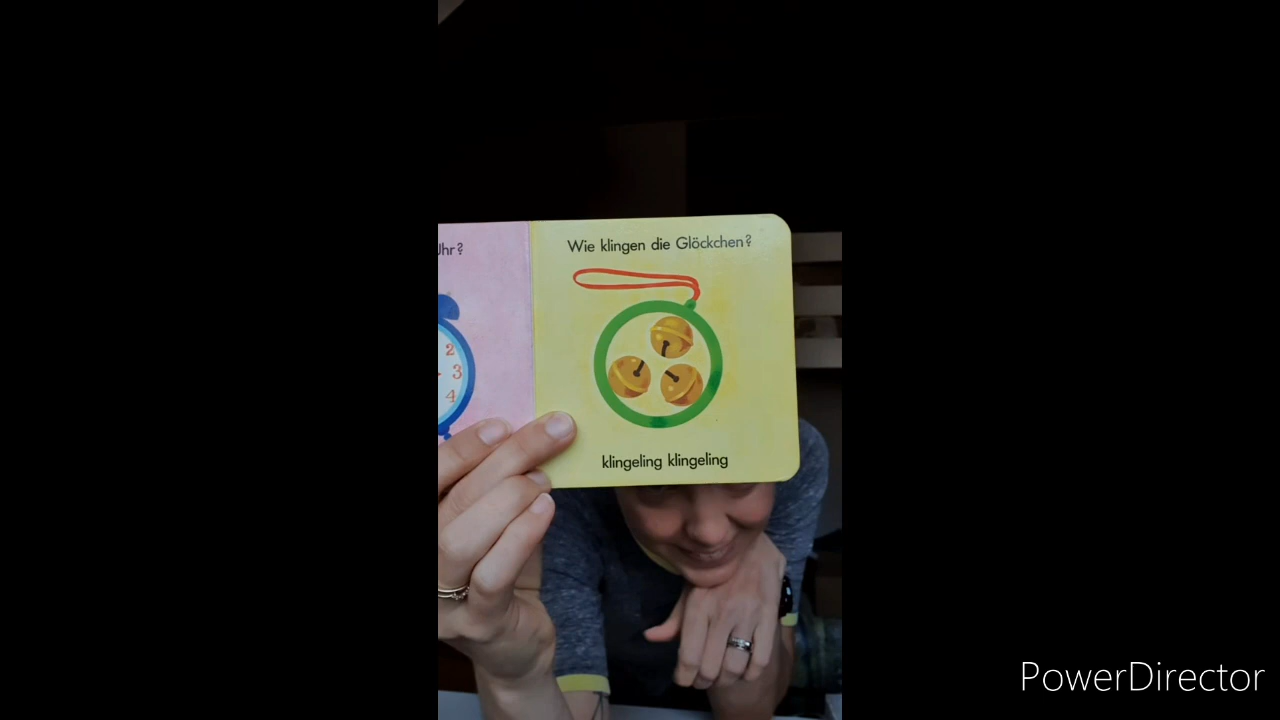 Uhr?
Wie klingen die Glöckchen?
2
3
4
klingeling klingeling
PowerDirector